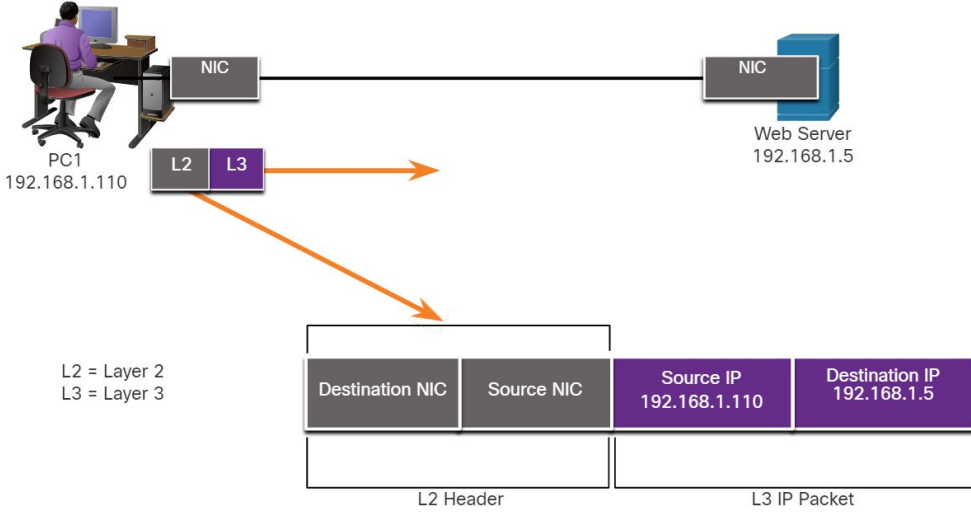 NIC
NIC
PC1
192.168.1.110
L2
L3
Web Server
192.168.1.5
L2 = Layer 2
L3 = Layer 3
Destination NIC
Source NIC
Source IP
192.168.1.110
Destination IP
192.168.1.5
L2 Header
L3 IP Packet